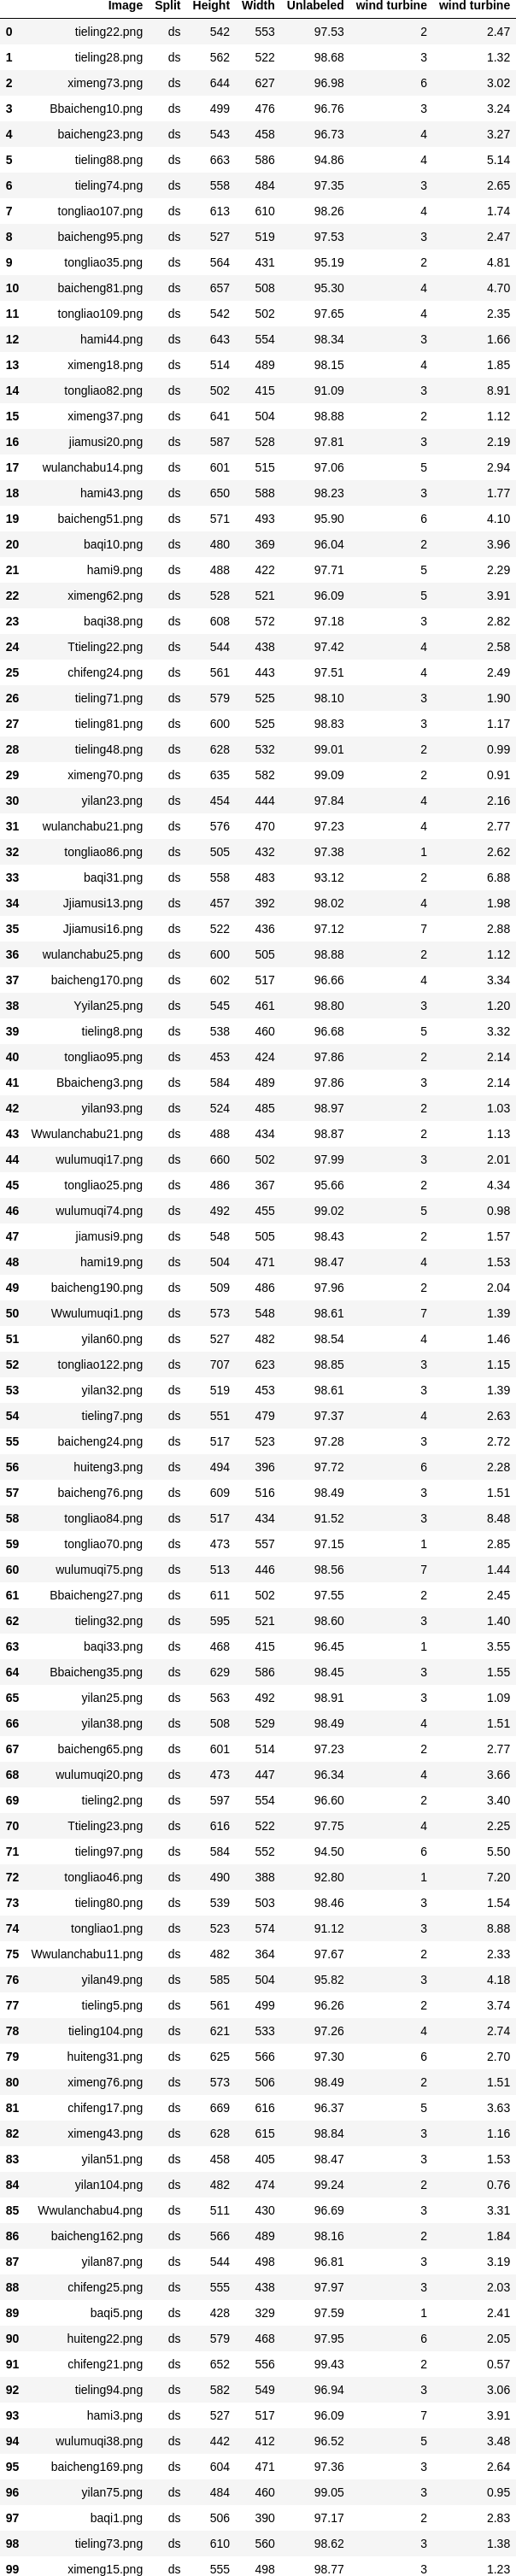 Image Split Height Width Unlabeled wind turbine wind turbine
0 tieling22.png ds 542 553 97.53 2 2.47
1 tieling28.png ds 562 522 98.68 3 1.32
2 ximeng73.png ds 644 627 96.98 6 3.02
3 Bbaicheng10.png ds 499 476 96.76 3 3.24
4 baicheng23.png ds 543 458 96.73 4 3.27
5 tieling88.png ds 663 586 94.86 4 5.14
6 tieling74.png ds 558 484 97.35 3 2.65
7 tongliao107.png ds 613 610 98.26 4 1.74
8 baicheng95.png ds 527 519 97.53 3 2.47
9 tongliao35.png ds 564 431 95.19 2 4.81
10 baicheng81.png ds 657 508 95.30 4 4.70
11 tongliao109.png ds 542 502 97.65 4 2.35
12 hami44.png ds 643 554 98.34 3 1.66
13 ximeng18.png ds 514 489 98.15 4 1.85
14 tongliao82.png ds 502 415 91.09 3 8.91
15 ximeng37.png ds 641 504 98.88 2 1.12
16 jiamusi20.png ds 587 528 97.81 3 2.19
17 wulanchabu14.png ds 601 515 97.06 5 2.94
18 hami43.png ds 650 588 98.23 3 1.77
19 baicheng51.png ds 571 493 95.90 6 4.10
20 baqi10.png ds 480 369 96.04 2 3.96
21 hami9.png ds 488 422 97.71 5 2.29
22 ximeng62.png ds 528 521 96.09 5 3.91
23 baqi38.png ds 608 572 97.18 3 2.82
24 Ttieling22.png ds 544 438 97.42 4 2.58
25 chifeng24.png ds 561 443 97.51 4 2.49
26 tieling71.png ds 579 525 98.10 3 1.90
27 tieling81.png ds 600 525 98.83 3 1.17
28 tieling48.png ds 628 532 99.01 2 0.99
29 ximeng70.png ds 635 582 99.09 2 0.91
30 yilan23.png ds 454 444 97.84 4 2.16
31 wulanchabu21.png ds 576 470 97.23 4 2.77
32 tongliao86.png ds 505 432 97.38 1 2.62
33 baqi31.png ds 558 483 93.12 2 6.88
34 Jjiamusi13.png ds 457 392 98.02 4 1.98
35 Jjiamusi16.png ds 522 436 97.12 7 2.88
36 wulanchabu25.png ds 600 505 98.88 2 1.12
37 baicheng170.png ds 602 517 96.66 4 3.34
38 Yyilan25.png ds 545 461 98.80 3 1.20
39 tieling8.png ds 538 460 96.68 5 3.32
40 tongliao95.png ds 453 424 97.86 2 2.14
41 Bbaicheng3.png ds 584 489 97.86 3 2.14
42 yilan93.png ds 524 485 98.97 2 1.03
43 Wwulanchabu21.png ds 488 434 98.87 2 1.13
44 wulumuqi17.png ds 660 502 97.99 3 2.01
45 tongliao25.png ds 486 367 95.66 2 4.34
46 wulumuqi74.png ds 492 455 99.02 5 0.98
47 jiamusi9.png ds 548 505 98.43 2 1.57
48 hami19.png ds 504 471 98.47 4 1.53
49 baicheng190.png ds 509 486 97.96 2 2.04
50 Wwulumuqi1.png ds 573 548 98.61 7 1.39
51 yilan60.png ds 527 482 98.54 4 1.46
52 tongliao122.png ds 707 623 98.85 3 1.15
53 yilan32.png ds 519 453 98.61 3 1.39
54 tieling7.png ds 551 479 97.37 4 2.63
55 baicheng24.png ds 517 523 97.28 3 2.72
56 huiteng3.png ds 494 396 97.72 6 2.28
57 baicheng76.png ds 609 516 98.49 3 1.51
58 tongliao84.png ds 517 434 91.52 3 8.48
59 tongliao70.png ds 473 557 97.15 1 2.85
60 wulumuqi75.png ds 513 446 98.56 7 1.44
61 Bbaicheng27.png ds 611 502 97.55 2 2.45
62 tieling32.png ds 595 521 98.60 3 1.40
63 baqi33.png ds 468 415 96.45 1 3.55
64 Bbaicheng35.png ds 629 586 98.45 3 1.55
65 yilan25.png ds 563 492 98.91 3 1.09
66 yilan38.png ds 508 529 98.49 4 1.51
67 baicheng65.png ds 601 514 97.23 2 2.77
68 wulumuqi20.png ds 473 447 96.34 4 3.66
69 tieling2.png ds 597 554 96.60 2 3.40
70 Ttieling23.png ds 616 522 97.75 4 2.25
71 tieling97.png ds 584 552 94.50 6 5.50
72 tongliao46.png ds 490 388 92.80 1 7.20
73 tieling80.png ds 539 503 98.46 3 1.54
74 tongliao1.png ds 523 574 91.12 3 8.88
75 Wwulanchabu11.png ds 482 364 97.67 2 2.33
76 yilan49.png ds 585 504 95.82 3 4.18
77 tieling5.png ds 561 499 96.26 2 3.74
78 tieling104.png ds 621 533 97.26 4 2.74
79 huiteng31.png ds 625 566 97.30 6 2.70
80 ximeng76.png ds 573 506 98.49 2 1.51
81 chifeng17.png ds 669 616 96.37 5 3.63
82 ximeng43.png ds 628 615 98.84 3 1.16
83 yilan51.png ds 458 405 98.47 3 1.53
84 yilan104.png ds 482 474 99.24 2 0.76
85 Wwulanchabu4.png ds 511 430 96.69 3 3.31
86 baicheng162.png ds 566 489 98.16 2 1.84
87 yilan87.png ds 544 498 96.81 3 3.19
88 chifeng25.png ds 555 438 97.97 3 2.03
89 baqi5.png ds 428 329 97.59 1 2.41
90 huiteng22.png ds 579 468 97.95 6 2.05
91 chifeng21.png ds 652 556 99.43 2 0.57
92 tieling94.png ds 582 549 96.94 3 3.06
93 hami3.png ds 527 517 96.09 7 3.91
94 wulumuqi38.png ds 442 412 96.52 5 3.48
95 baicheng169.png ds 604 471 97.36 3 2.64
96 yilan75.png ds 484 460 99.05 3 0.95
97 baqi1.png ds 506 390 97.17 2 2.83
98 tieling73.png ds 610 560 98.62 3 1.38
99 ximeng15.png ds 555 498 98.77 3 1.23